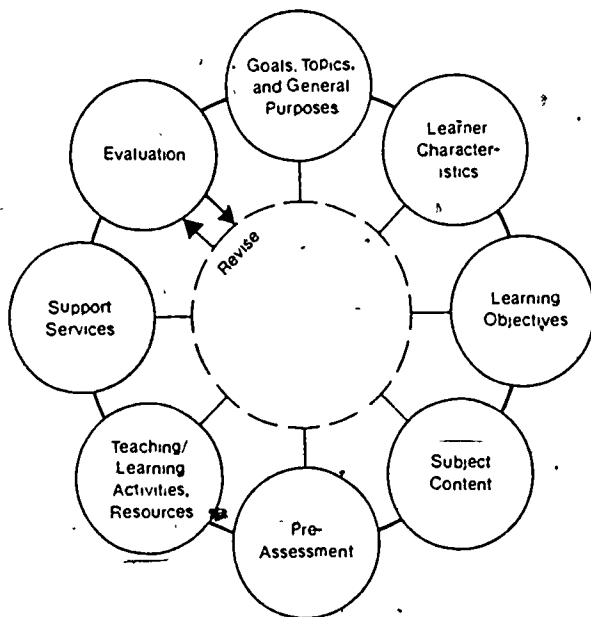 Goals, Topics,
and General
Purposes
Learner
Character-
istics
Learning
Objectives
Subject
Content
Pre-
Assessment
Teaching/
Learning
Activities,
Resources
Support
Services
Evaluation
Revise